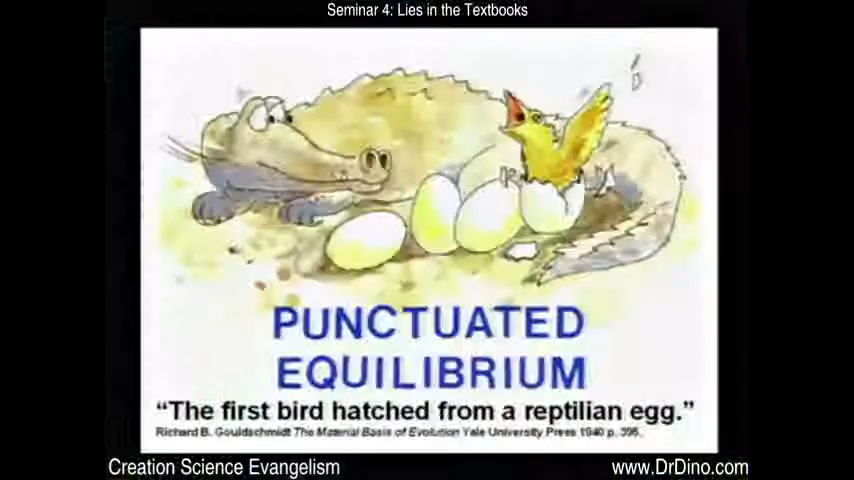 Seminar 4: Lies in the Textbooks
PUNCTUATED
EQUILIBRIUM
“The first bird hatched from a reptilian egg.”
Richard B. Gouldschmidt The Material Basis of Evolution Yale University Press 1940 p. 395.
Creation Science Evangelism
www.DrDino.com